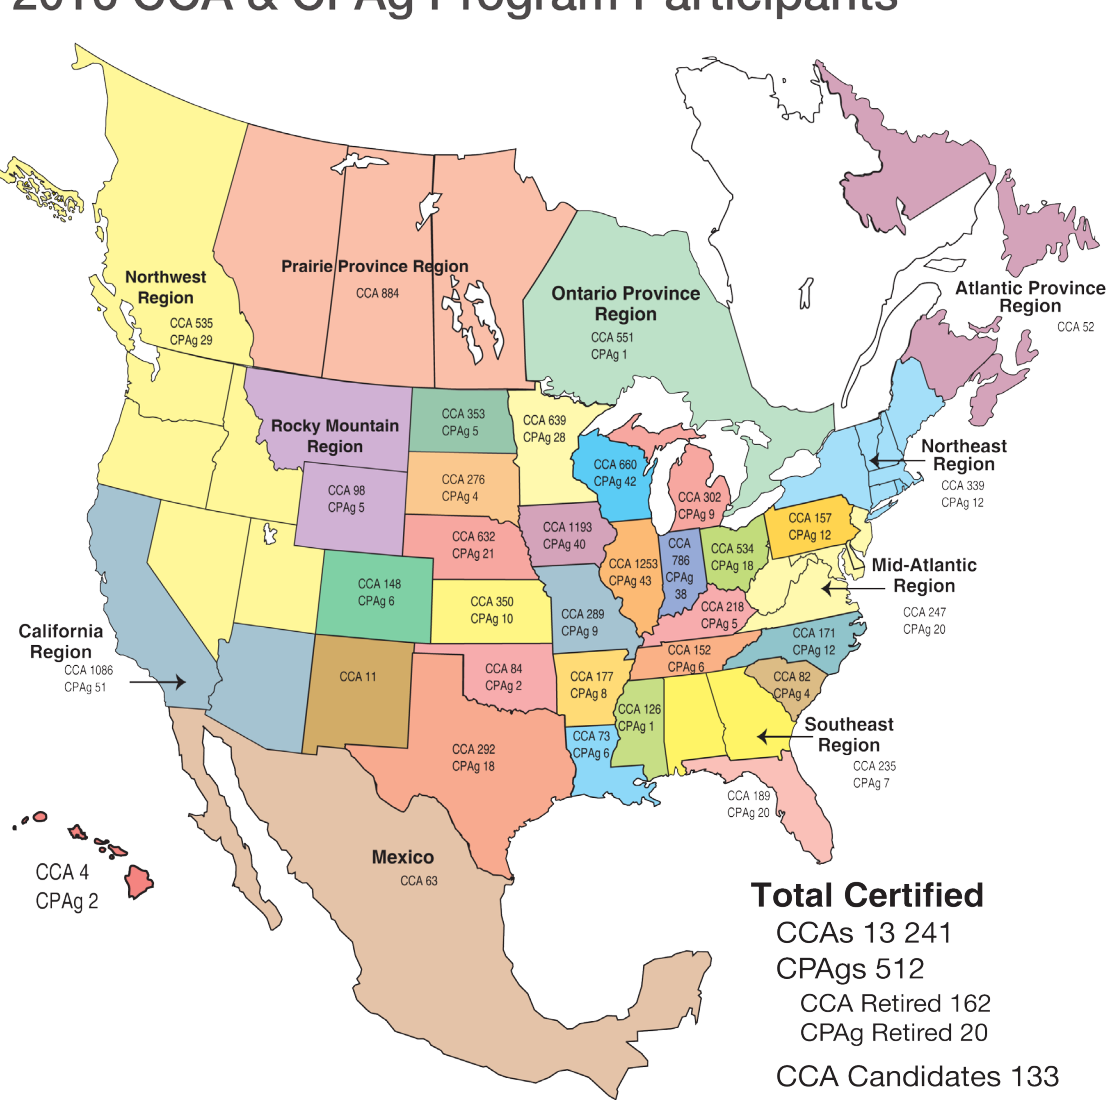 2010 CCA & CPAg Program Participants
Northwest
Region
CCA 535
CPAg 29
Prairie Province Region
CCA 884
Ontario Province
Region
CCA 551
CPAg 1
Atlantic Province
Region
CCA 52
Rocky Mountain
Region
CCA 98
CPAg 5
CCA 353
CPAg 5
CCA 639
CPAg 28
CCA 660
CPAg 42
CCA 302
CPAg 9
Northeast
Region
CCA 339
CPAg 12
CCA 276
CPAg 4
CCA 632
CPAg 21
CCA 1193
CPAg 40
CCA 1253
CPAg 43
CCA
786
CPAg
38
CCA 534
CPAg 18
CCA 157
CPAg 12
Mid-Atlantic
Region
CCA 247
CPAg 20
CCA 148
CPAg 6
CCA 350
CPAg 10
CCA 289
CPAg 9
CCA 218
CPAg 5
CCA 171
CPAg 12
California
Region
CCA 1086
CPAg 51
CCA 11
CCA 84
CPAg 2
CCA 177
CPAg 8
CCA 152
CPAg 6
CCA 82
CPAg 4
CCA 292
CPAg 18
CCA 73
CPAg 6
CCA 126
CPAg 1
Southeast
Region
CCA 235
CPAg 7
CCA 189
CPAg 20
Mexico
CCA 63
CCA 4
CPAg 2
Total Certified
CCAs 13 241
CPAgs 512
CCA Retired 162
CPAg Retired 20
CCA Candidates 133